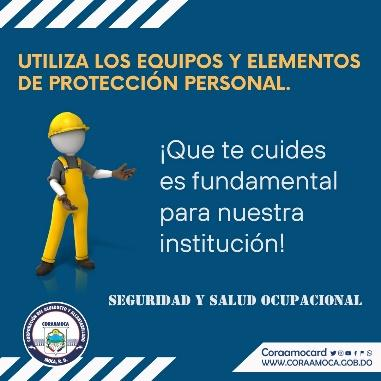 UTILIZA LOS EQUIPOS Y ELEMENTOS
DE PROTECCIÓN PERSONAL.
¡Que te cuides
es fundamental
para nuestra
institución!
SEGURIDAD Y SALUD OCUPACIONAL
CORAAMOCA
MOCA, R. D.
Coraamocard
WWW.CORAAMOCA.GOB.DO